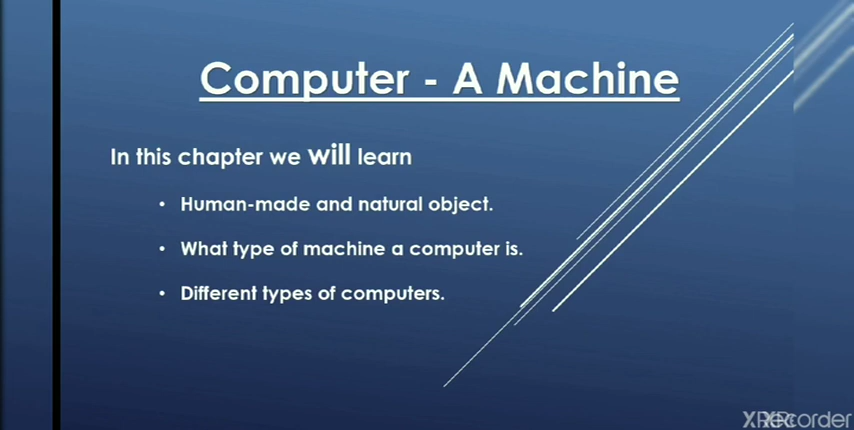 Computer - A Machine
In this chapter we will learn
• Human-made and natural object.
• What type of machine a computer is.
• Different types of computers.